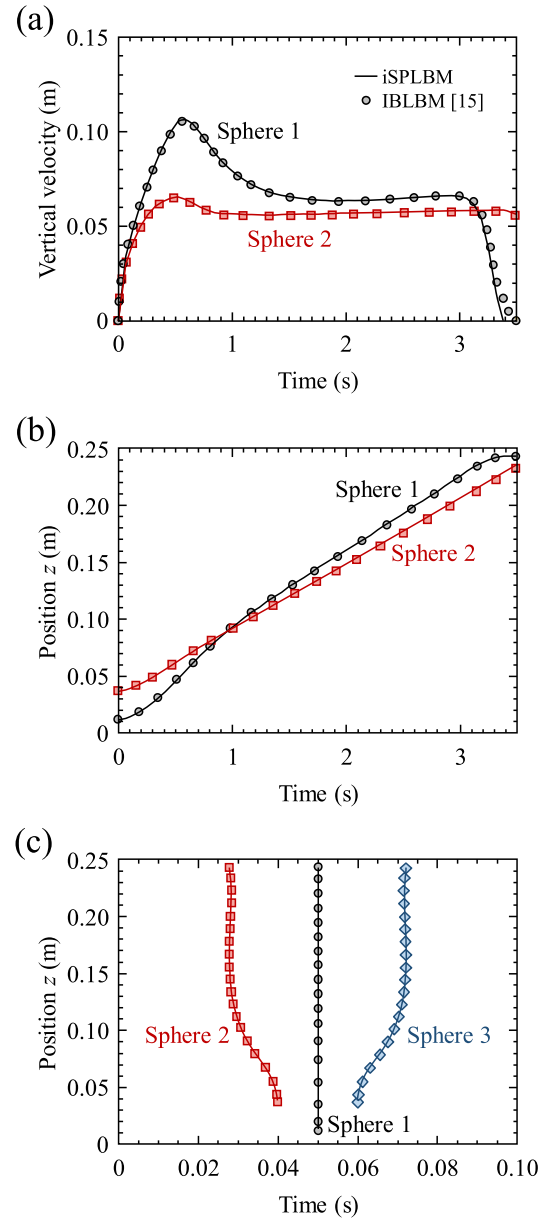 (a)
0.15
0.10
0.05
0
Vertical velocity (m)
iSPLBM
IBLBM [15]
Sphere 1
Sphere 2
0 1 2 3
Time (s)
(b)
0.25
0.20
0.15
0.10
0.05
0
Position z (m)
Sphere 1
Sphere 2
0 1 2 3
Time (s)
(c)
0.25
0.20
0.15
0.10
0.05
0
Position z (m)
Sphere 2
Sphere 3
Sphere 1
0 0.02 0.04 0.06 0.08 0.10
Time (s)